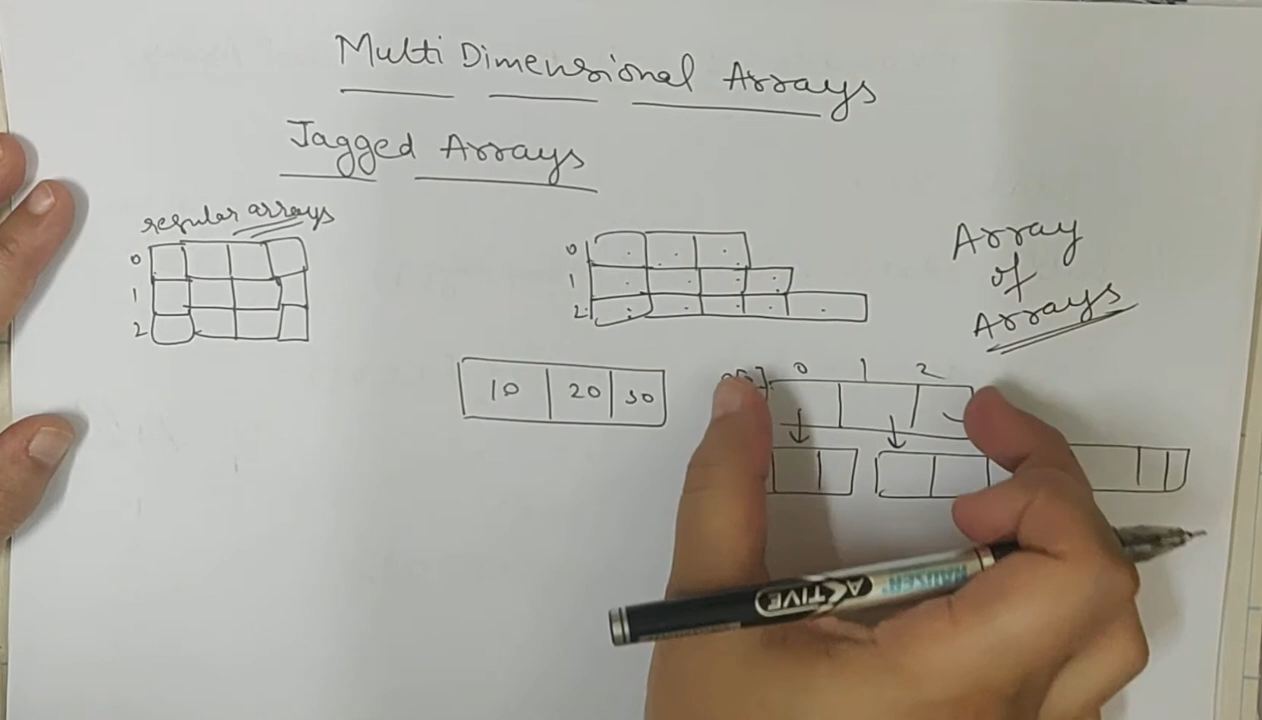 Multi Dimensional Arrays
Jagged Arrays
regular arrays
0
1
2
0
1
2
Array
of
Arrays
10 20 30
0 1 2
ACTIVE